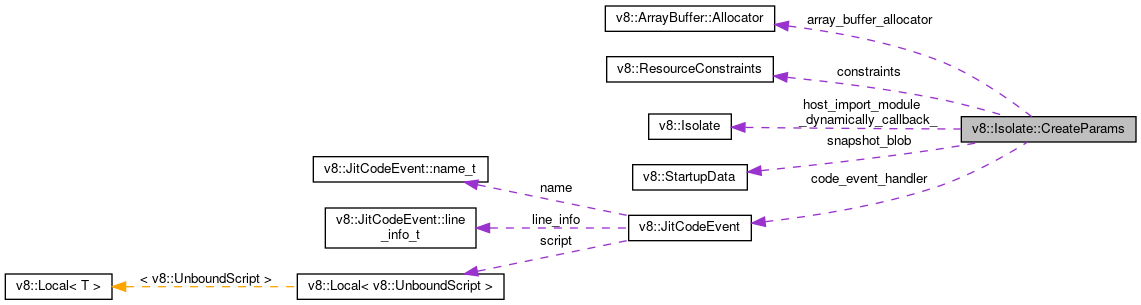 v8::ArrayBuffer::Allocator
array_buffer_allocator
v8::ResourceConstraints
constraints
v8::Isolate
host_import_module
_dynamically_callback_
v8::Isolate::CreateParams
snapshot_blob
v8::StartupData
code_event_handler
v8::JitCodeEvent::name_t
name
v8::JitCodeEvent::line
_info_t
line_info
v8::JitCodeEvent
script
v8::Local< T >
< v8::UnboundScript >
v8::Local< v8::UnboundScript >